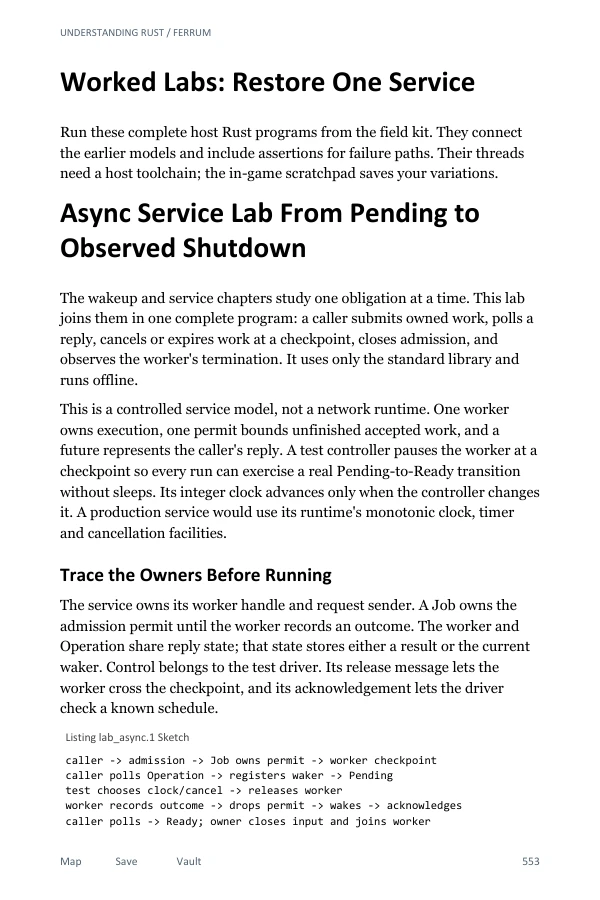 UNDERSTANDING RUST / FERRUM
Worked Labs: Restore One Service
Run these complete host Rust programs from the field kit. They connect
the earlier models and include assertions for failure paths. Their threads
need a host toolchain; the in-game scratchpad saves your variations.
Async Service Lab From Pending to
Observed Shutdown
The wakeup and service chapters study one obligation at a time. This lab
joins them in one complete program: a caller submits owned work, polls a
reply, cancels or expires work at a checkpoint, closes admission, and
observes the worker's termination. It uses only the standard library and
runs offline.
This is a controlled service model, not a network runtime. One worker
owns execution, one permit bounds unfinished accepted work, and a
future represents the caller's reply. A test controller pauses the worker at a
checkpoint so every run can exercise a real Pending-to-Ready transition
without sleeps. Its integer clock advances only when the controller changes
it. A production service would use its runtime's monotonic clock, timer
and cancellation facilities.
Trace the Owners Before Running
The service owns its worker handle and request sender. A Job owns the
admission permit until the worker records an outcome. The worker and
Operation share reply state; that state stores either a result or the current
waker. Control belongs to the test driver. Its release message lets the
worker cross the checkpoint, and its acknowledgement lets the driver
check a known schedule.
Listing lab_async.1 Sketch
caller -> admission -> Job owns permit -> worker checkpoint
caller polls Operation -> registers waker -> Pending
test chooses clock/cancel -> releases worker
worker records outcome -> drops permit -> wakes -> acknowledges
caller polls -> Ready; owner closes input and joins worker
Map Save Vault 553